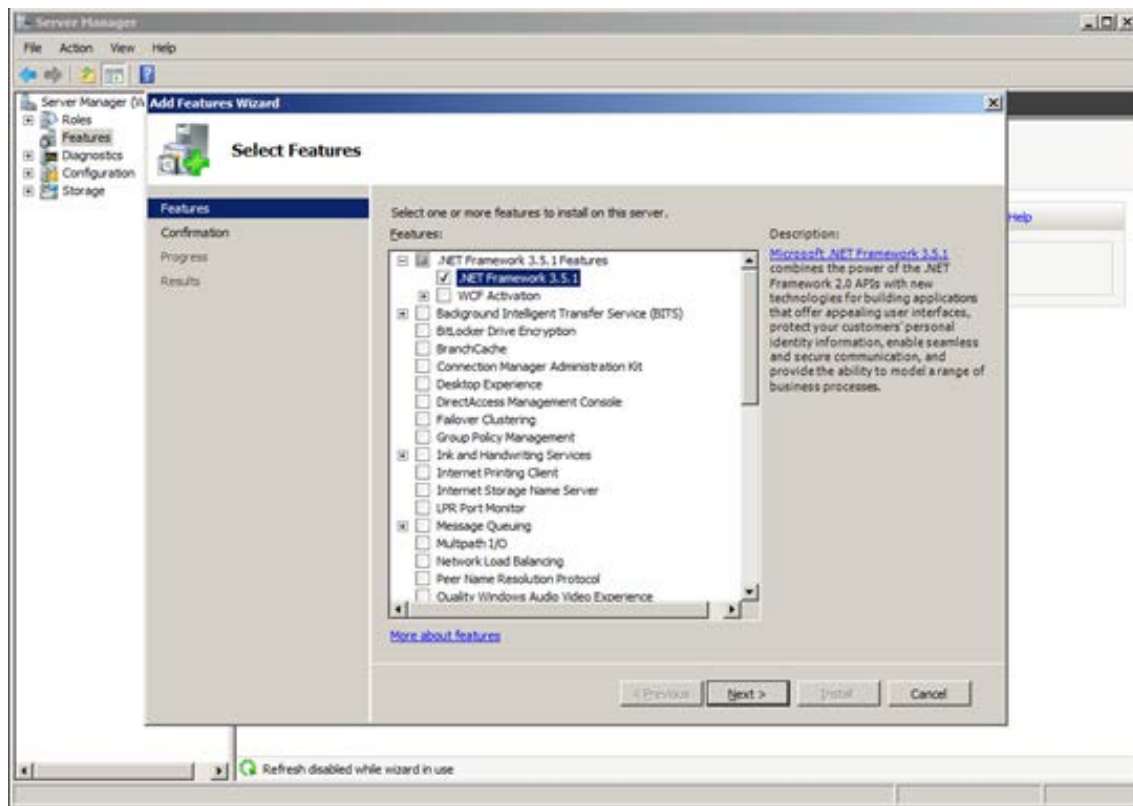 Server Manager
File Action View Help
Server Manager
Roles
Features
Diagnostics
Configuration
Storage
Add Features Wizard
Select Features
Features
Confirmation
Progress
Results
Select one or more features to install on this server.
Features:
.NET Framework 3.5.1 Features
.NET Framework 3.5.1
WCF Activation
Background Intelligent Transfer Service (BITS)
BitLocker Drive Encryption
BranchCache
Connection Manager Administration Kit
Desktop Experience
DirectAccess Management Console
Failover Clustering
Group Policy Management
Ink and Handwriting Services
Internet Printing Client
Internet Storage Name Server
LPR Port Monitor
Message Queuing
Multipath I/O
Network Load Balancing
Peer Name Resolution Protocol
Quality Windows Audio Video Experience
More about features
Description:
Microsoft .NET Framework 3.5.1
combines the power of the .NET
Framework 2.0 APIs with new
technologies for building applications
that offer appealing user interfaces,
protect your customers' personal
identity information, enable seamless
and secure communication, and
provide the ability to model a range of
business processes.
Help
< Previous Next > Install Cancel
Refresh disabled while wizard in use